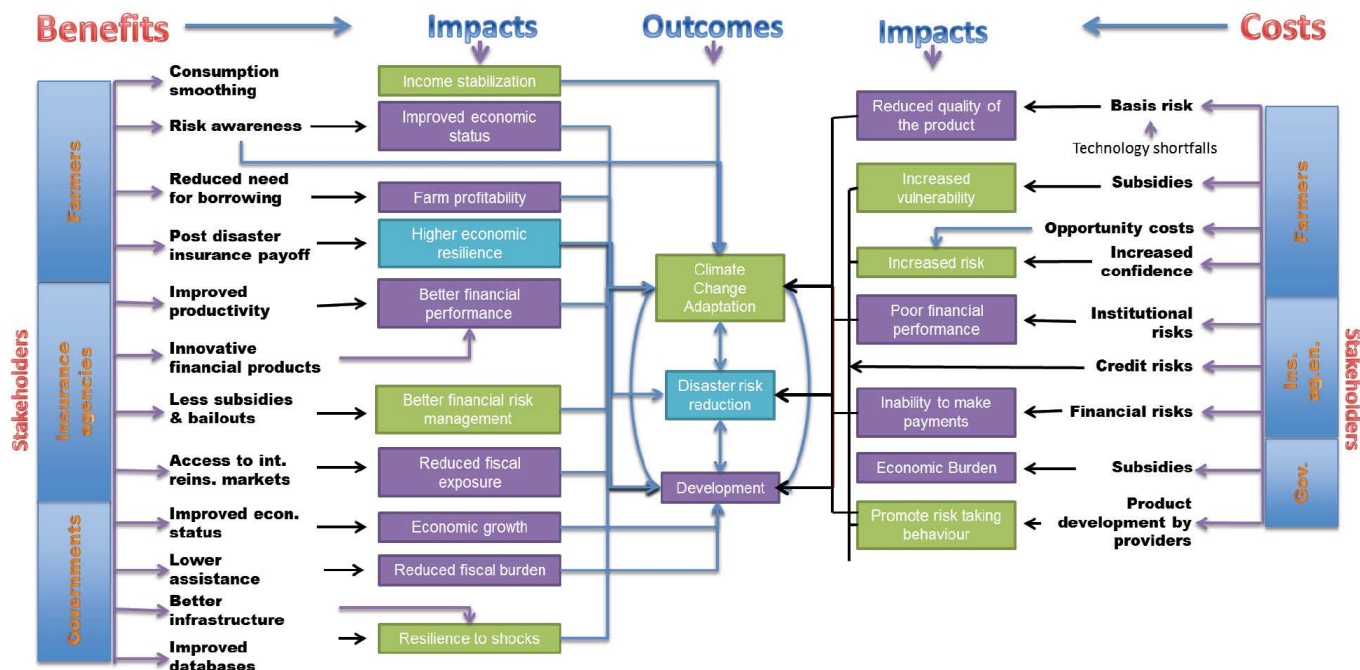 Benefits
Impacts
Outcomes
Impacts
Costs
Stakeholders
Farmers
Insurance
agencies
Governments
Consumption
smoothing
Risk awareness
Reduced need
for borrowing
Post disaster
insurance payoff
Improved
productivity
Innovative
financial products
Less subsidies
& bailouts
Access to int.
reins. markets
Improved econ.
status
Lower
assistance
Better
infrastructure
Improved
databases
Income stabilization
Improved economic
status
Farm profitability
Higher economic
resilience
Better financial
performance
Better financial risk
management
Reduced fiscal
exposure
Economic growth
Reduced fiscal burden
Resilience to shocks
Climate
Change
Adaptation
Disaster risk
reduction
Development
Reduced quality of
the product
Increased
vulnerability
Increased risk
Poor financial
performance
Inability to make
payments
Economic Burden
Promote risk taking
behaviour
Basis risk
Technology shortfalls
Subsidies
Opportunity costs
Increased
confidence
Institutional
risks
Credit risks
Financial risks
Subsidies
Product
development by
providers
Farmers
Ins.
ag.en.
Gov.
Stakeholders